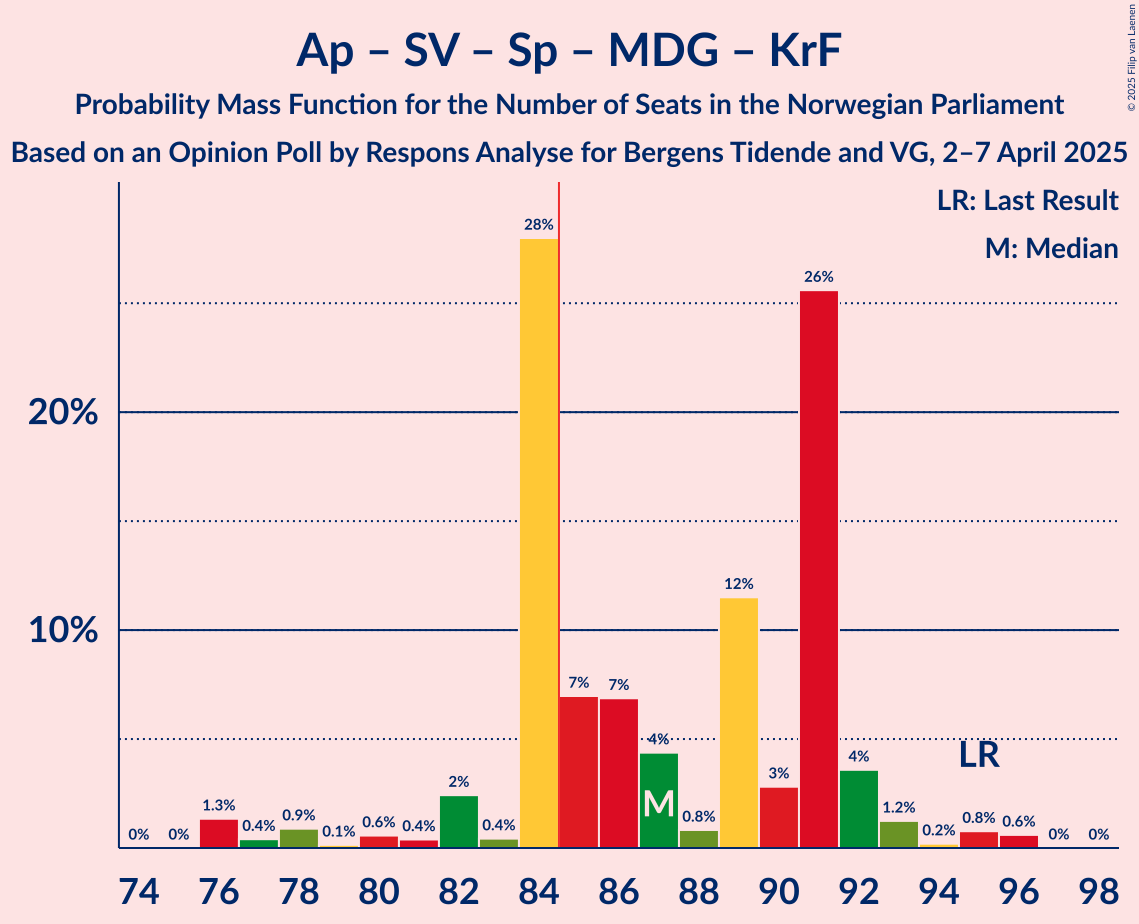 Ap – SV – Sp – MDG – KrF
Probability Mass Function for the Number of Seats in the Norwegian Parliament
Based on an Opinion Poll by Respons Analyse for Bergens Tidende and VG, 2–7 April 2025
© 2025 Filip van Laenen
LR: Last Result
M: Median
28%
26%
20%
12%
10%
7% 7%
4%
LR
4%
3%
2%
M
1.3% 0.4% 0.9% 0.1% 0.6% 0.4% 0.4% 0.8% 1.2% 0.2% 0.8% 0.6%
0% 0% 0% 0%
74 76 78 80 82 84 86 88 90 92 94 96 98